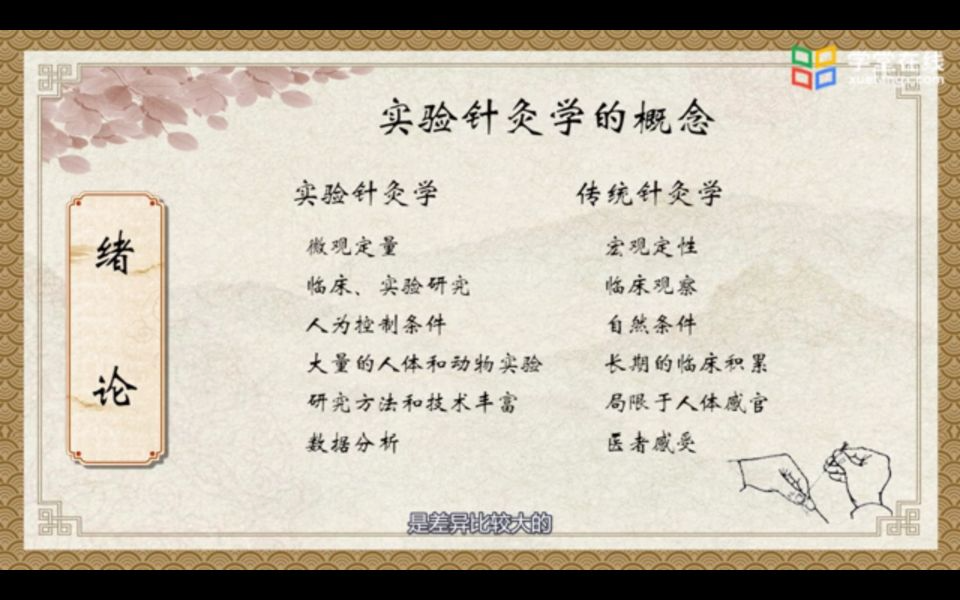 学堂在线
xuetangx.com
实验针灸学的概念
绪论
实验针灸学
微观定量
临床、实验研究
人为控制条件
大量的人体和动物实验
研究方法和技术丰富
数据分析
传统针灸学
宏观定性
临床观察
自然条件
长期的临床积累
局限于人体感官
医者感受
是差异比较大的